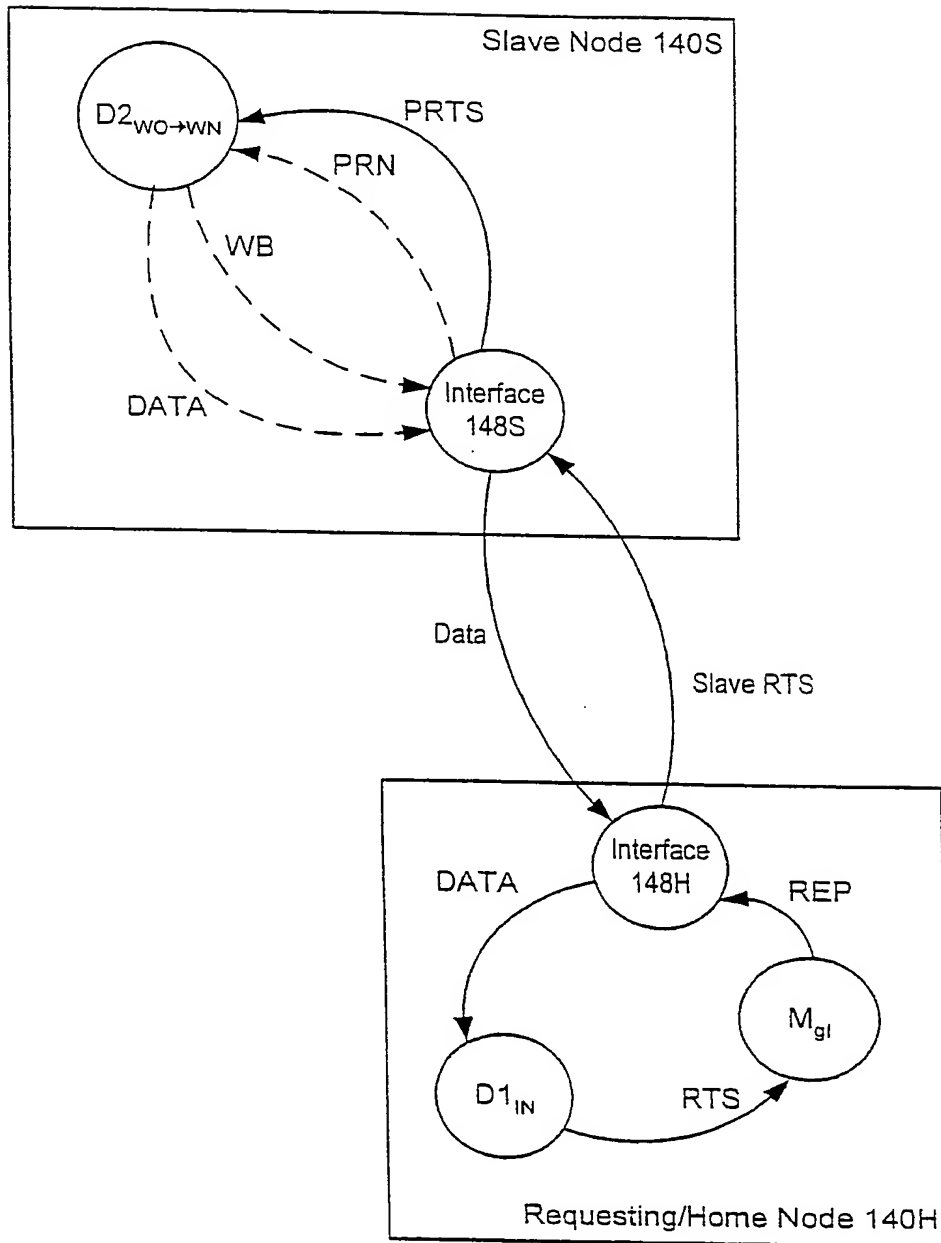 Slave Node 140S
D2WO→WN
PRTS
PRN
WB
DATA
Interface
148S
Data
Slave RTS
Interface
148H
DATA
REP
Mgl
D1IN
RTS
Requesting/Home Node 140H